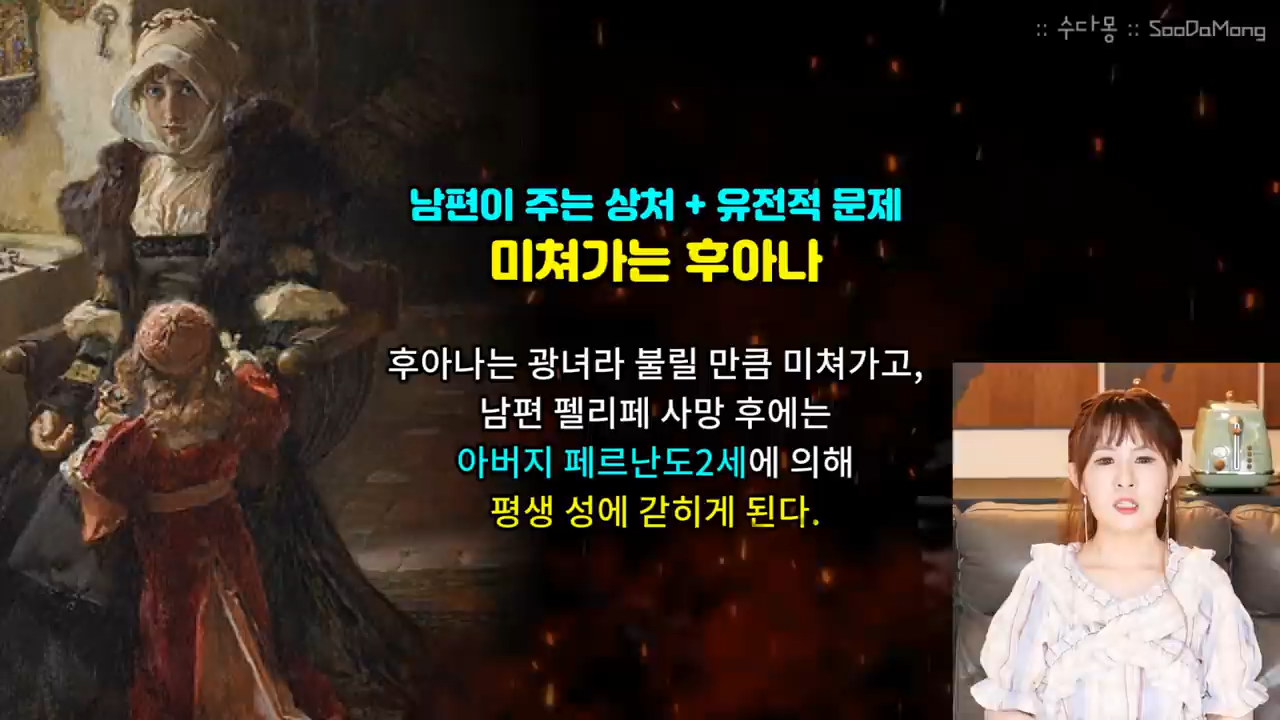 :: 수다몽 :: SooDaMong
남편이 주는 상처 + 유전적 문제
미쳐가는 후아나
후아나는 광녀라 불릴 만큼 미쳐가고,
남편 펠리페 사망 후에는
아버지 페르난도2세에 의해
평생 성에 갇히게 된다.